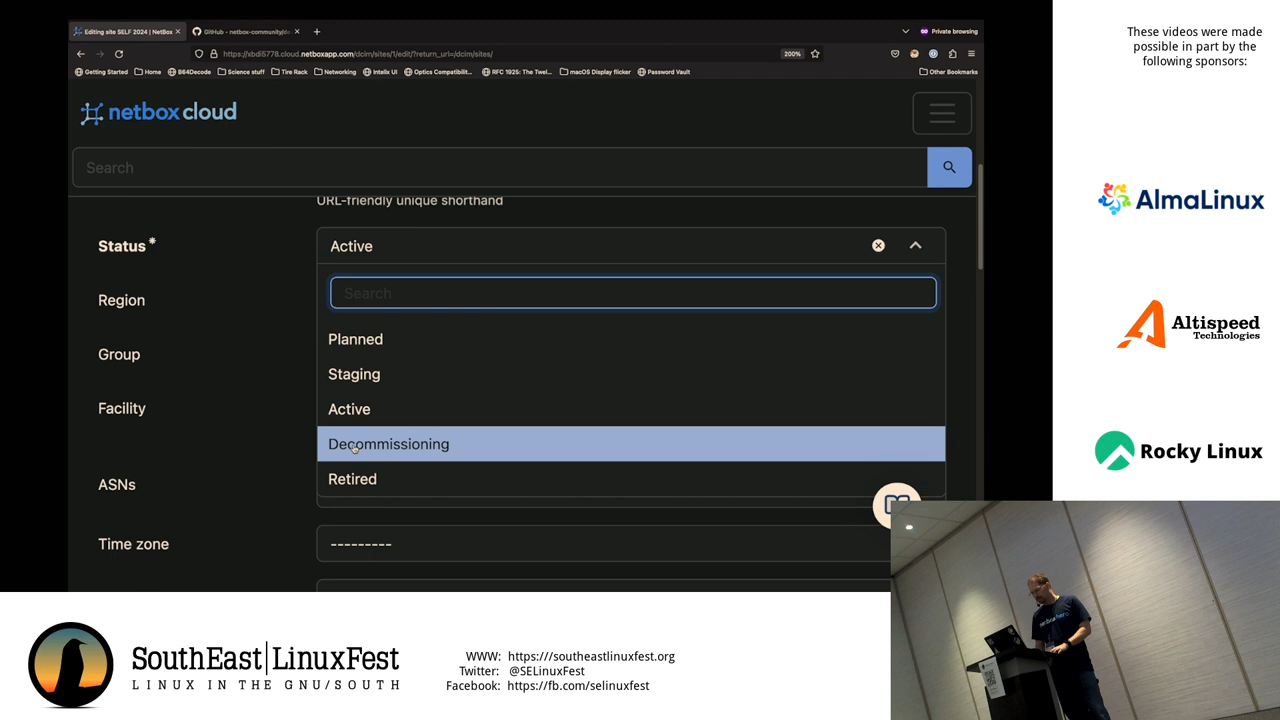 Editing site SELF 2024 | NetBox
GitHub - netbox-community/de
Private browsing
https://xbdi5778.cloud.netboxapp.com/dcim/sites/1/edit/?return_url=/dcim/sites/
200%
Getting Started
Home
B64Decode
Science stuff
Tire Rack
Networking
Intelix UI
Optics Compatibilit...
RFC 1925: The Twel...
macOS Display flicker
Password Vault
Other Bookmarks
netbox cloud
Search
URL-friendly unique shorthand
Status*
Active
Search
Region
Planned
Group
Staging
Facility
Active
Decommissioning
ASNs
Retired
Time zone
---------
These videos were made
possible in part by the
following sponsors:
AlmaLinux
Altispeed
Technologies
Rocky Linux
SouthEast|LinuxFest
LINUX IN THE GNU/SOUTH
WWW: https:///southeastlinuxfest.org
Twitter: @SELinuxFest
Facebook: https://fb.com/selinuxfest